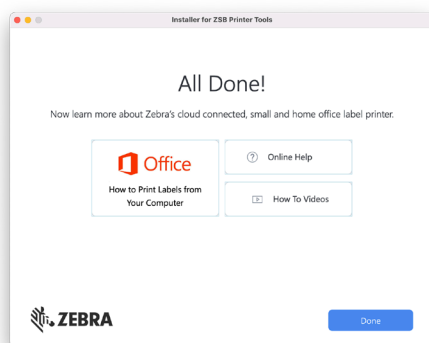 Installer for ZSB Printer Tools
All Done!
Now learn more about Zebra's cloud connected, small and home office label printer.
Office
How to Print Labels from
Your Computer
Online Help
How To Videos
ZEBRA
Done